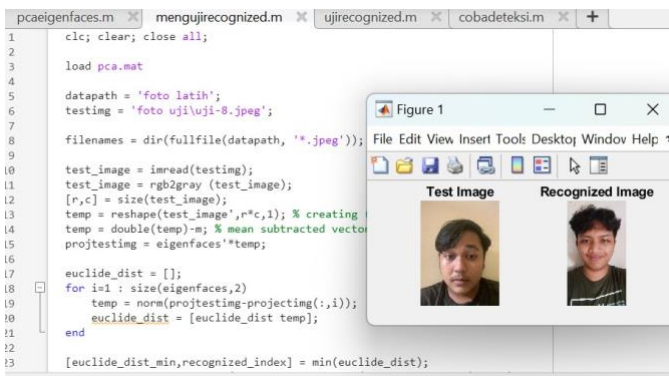 pcaeigenfaces.m mengujirecognized.m ujirecognized.m cobadeteksi.m +
1 clc; clear; close all;
2
3 load pca.mat
4
5 datapath = 'foto latih';
6 testimg = 'foto uji\uji-8.jpeg';
7
8 filenames = dir(fullfile(datapath, '*.jpeg'));
9
10 test_image = imread(testimg);
11 test_image = rgb2gray (test_image);
12 [r,c] = size(test_image);
13 temp = reshape(test_image',r*c,1); % creating
14 temp = double(temp)-m; % mean subtracted vector
15 projtestimg = eigenfaces'*temp;
16
17 euclide_dist = [];
18 for i=1 : size(eigenfaces,2)
19 temp = norm(projtestimg-projectimg(:,i));
20 euclide_dist = [euclide_dist temp];
21 end
22
23 [euclide_dist_min,recognized_index] = min(euclide_dist);
Figure 1
File Edit View Insert Tools Desktop Window Help
Test Image Recognized Image